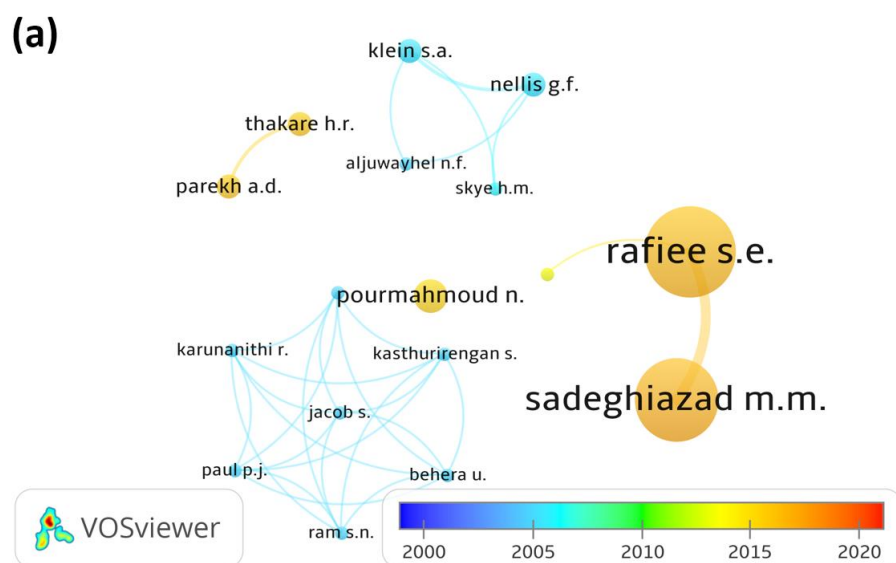 (a)
klein s.a.
nellis g.f.
thakare h.r.
aljuwayhel n.f.
parekh a.d.
skye h.m.
rafiee s.e.
pourmahmoud n.
karunanithi r.
kasthurirengan s.
sadeghiazad m.m.
jacob s.
paul p.j.
behera u.
VOSviewer
ram s.n.
2000
2005
2010
2015
2020